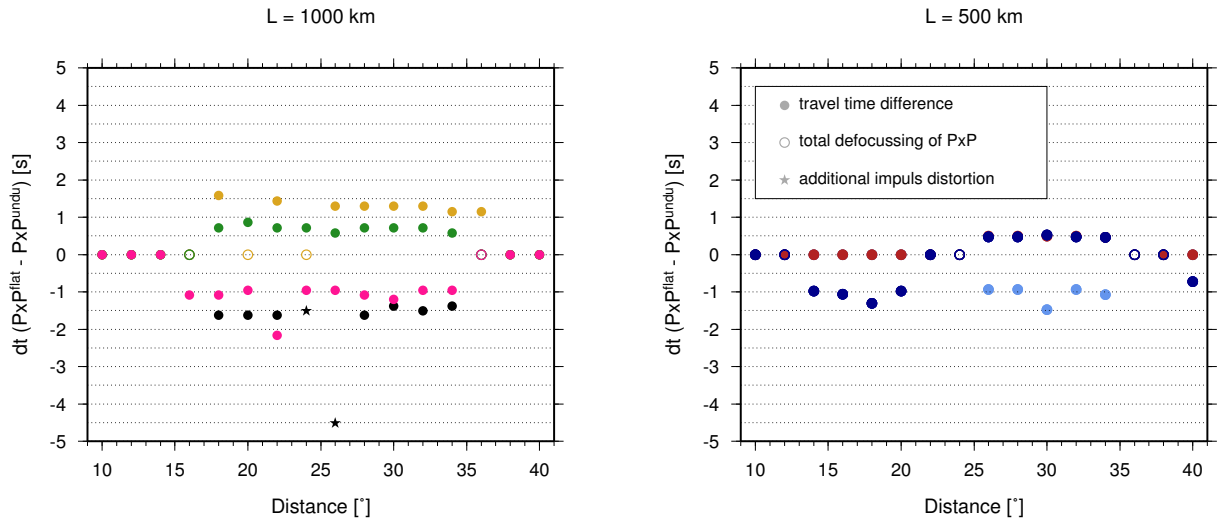 L = 1000 km
L = 500 km
5
4
3
2
1
0
-1
-2
-3
-4
-5
dt (PxP^flat - PxP^undu) [s]
10 15 20 25 30 35 40
Distance [°]
5
4
3
2
1
0
-1
-2
-3
-4
-5
dt (PxP^flat - PxP^undu) [s]
travel time difference
total defocussing of PxP
additional impuls distortion
10 15 20 25 30 35 40
Distance [°]